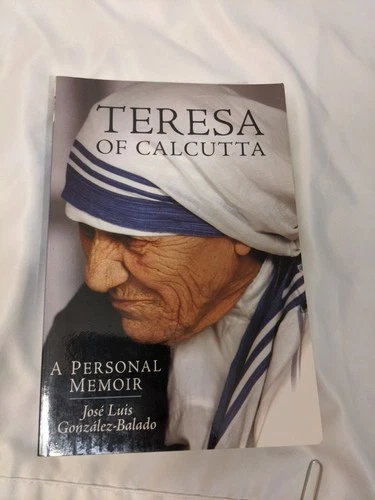 TERESA
OF CALCUTTA
A PERSONAL
MEMOIR
José Luis
González-Balado